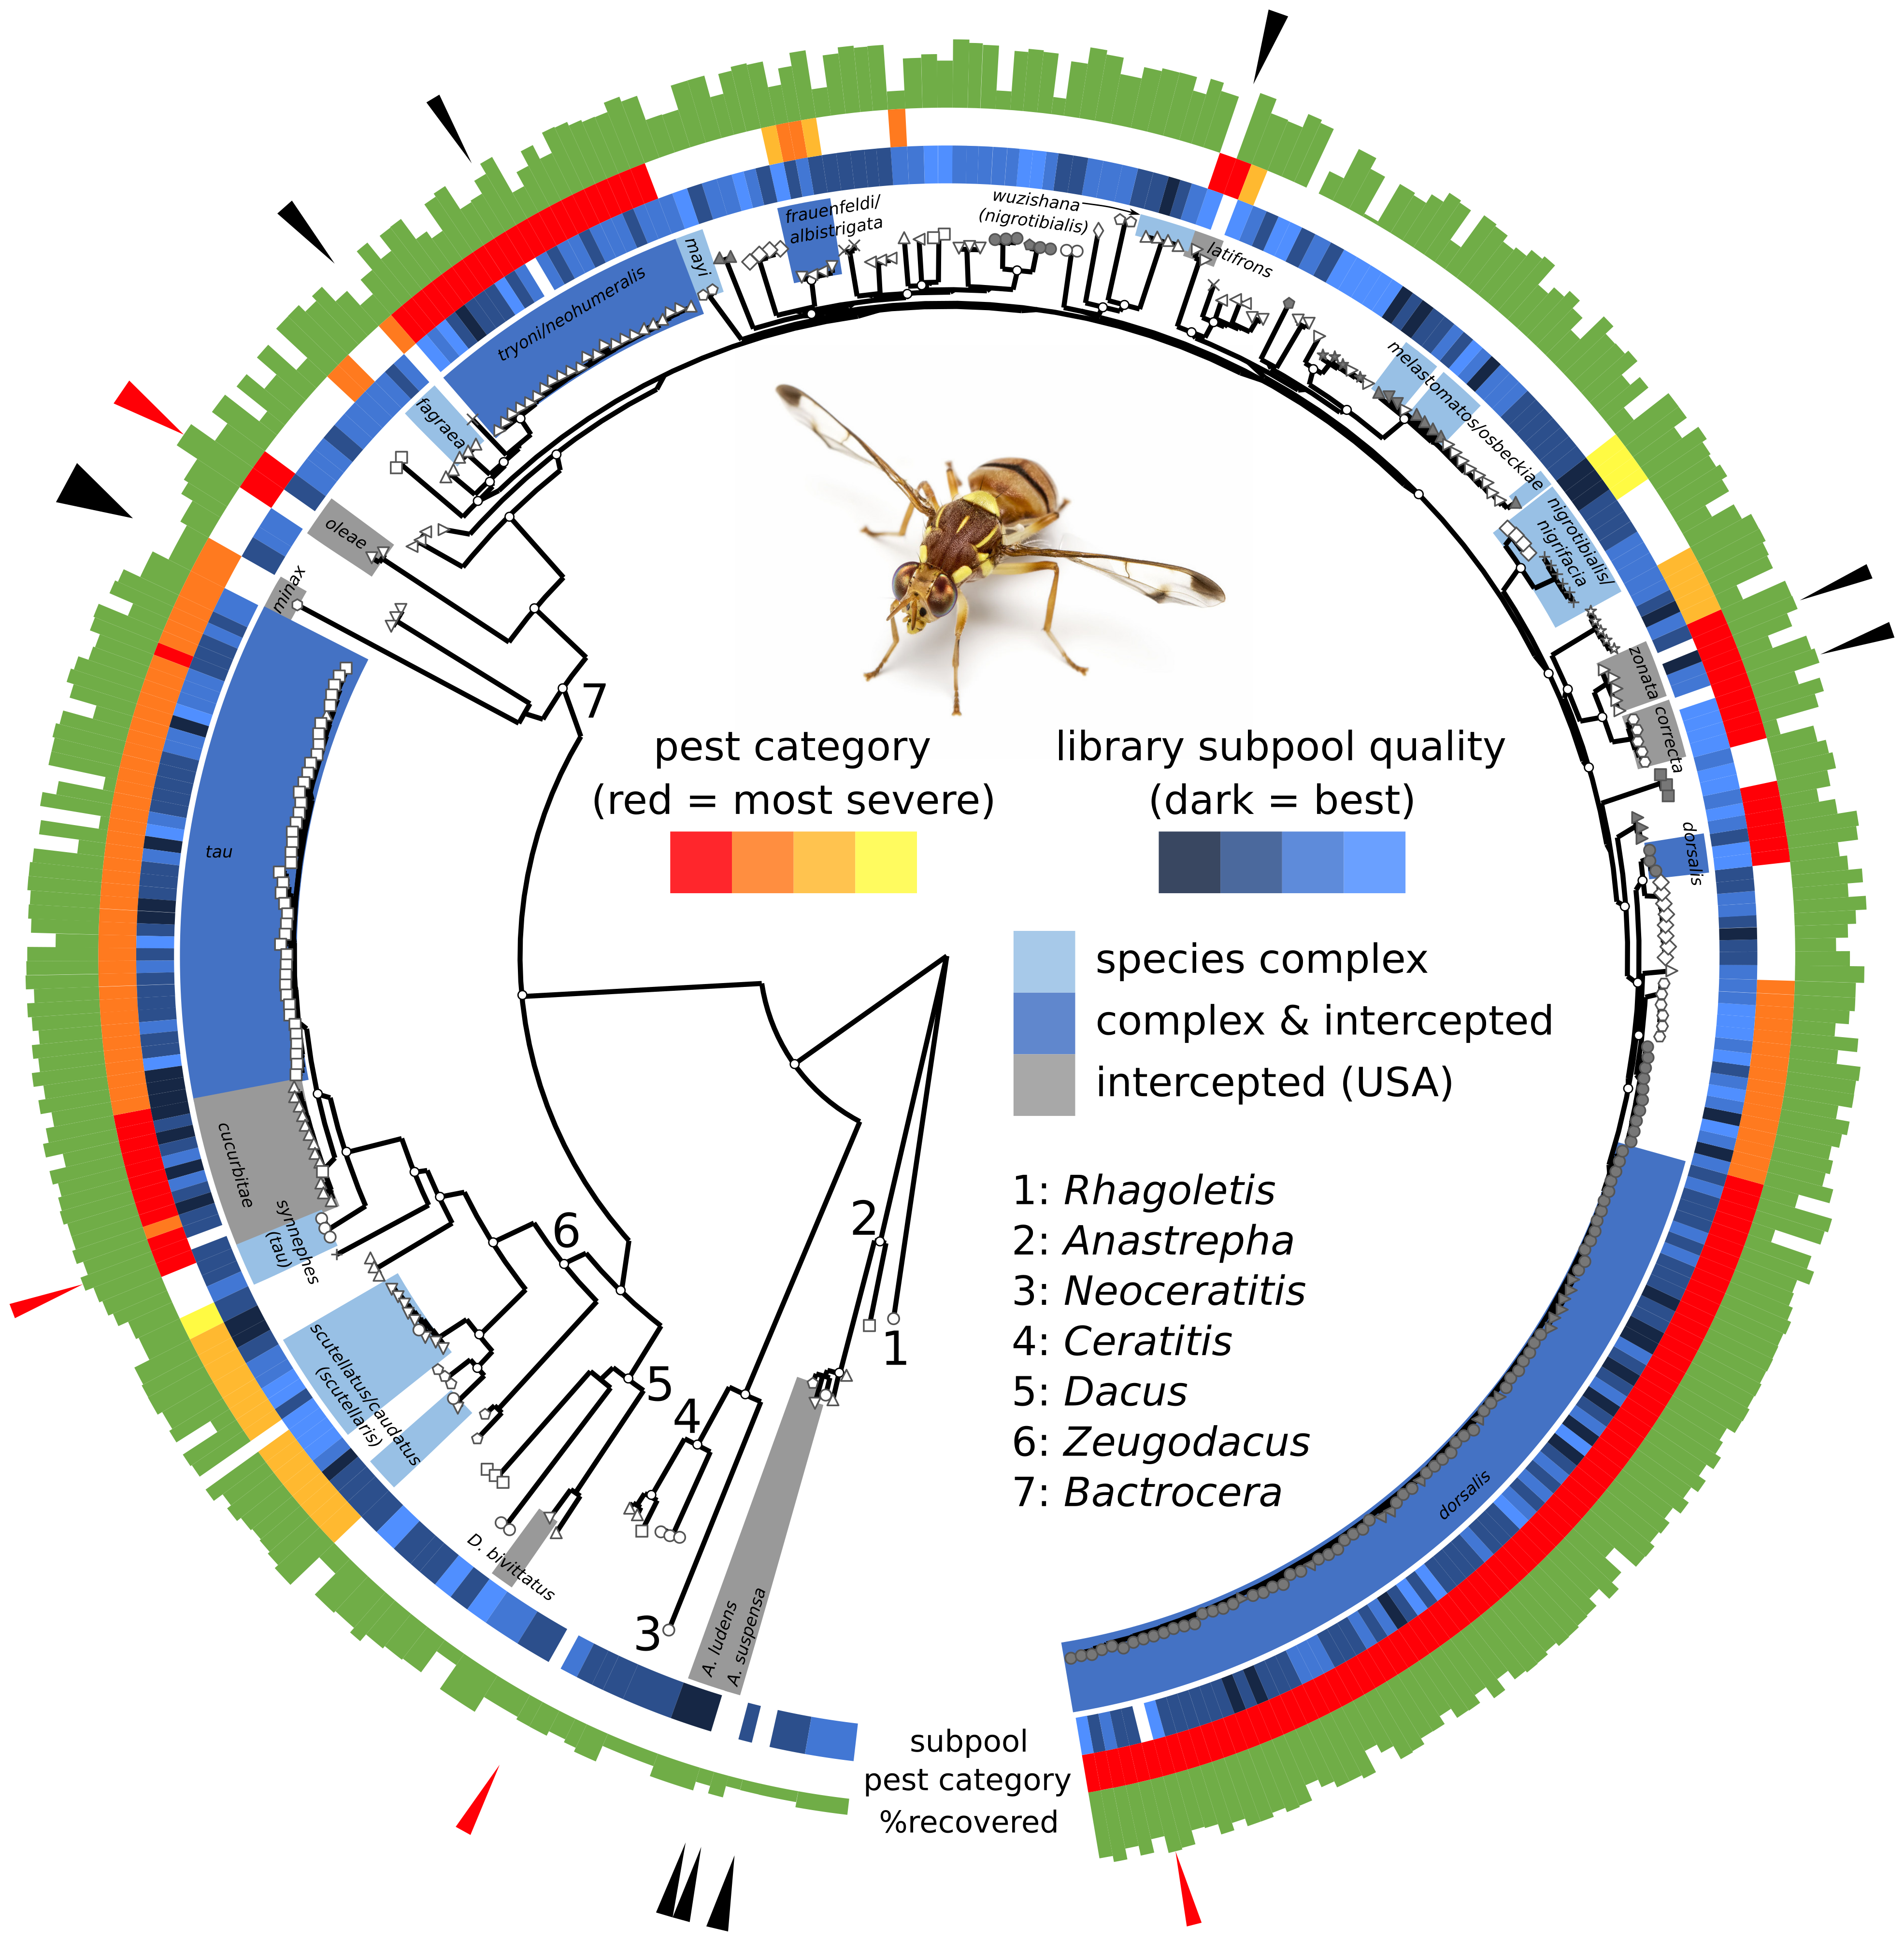 wuzishana
(nigrotibialis)
frauenfeldi/
albistrigata
latifrons
mayi
tryoni/neohumeralis
melastomatos/osbeckiae
fagraea
nigrotibialis/
nigrifacia
oleae
minax
zonata
correcta
7
pest category
(red = most severe)
library subpool quality
(dark = best)
tau
dorsalis
species complex
complex & intercepted
intercepted (USA)
cucurbitae
synnephes
(tau)
6
2
1
5
4
3
1: Rhagoletis
2: Anastrepha
3: Neoceratitis
4: Ceratitis
5: Dacus
6: Zeugodacus
7: Bactrocera
scutellatus/caudatus
(scutellaris)
dorsalis
D. bivittatus
A. ludens
A. suspensa
subpool
pest category
%recovered